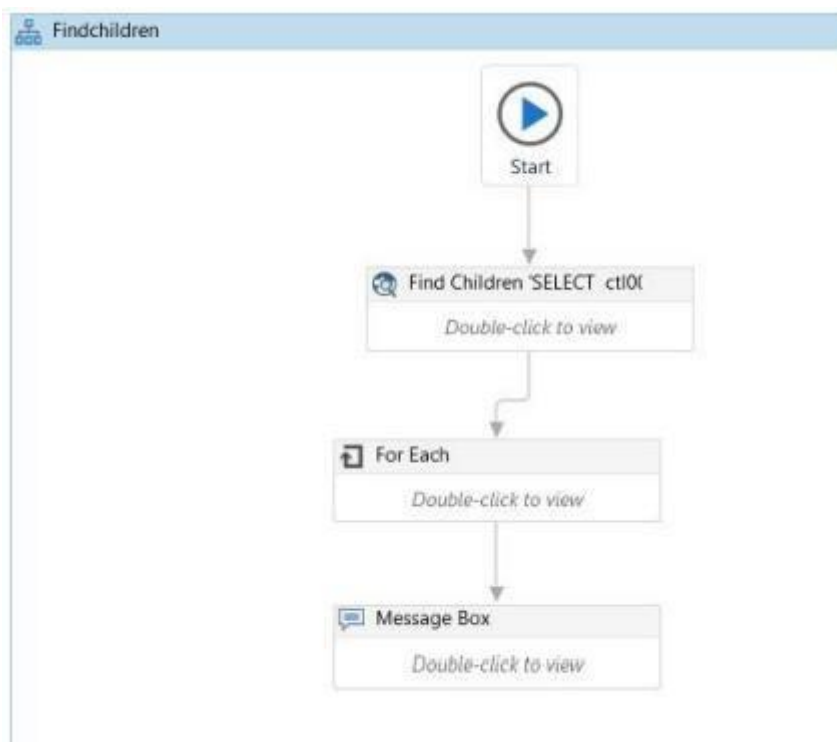 Findchildren
Start
Find Children 'SELECT ctl0(
Double-click to view
For Each
Double-click to view
Message Box
Double-click to view